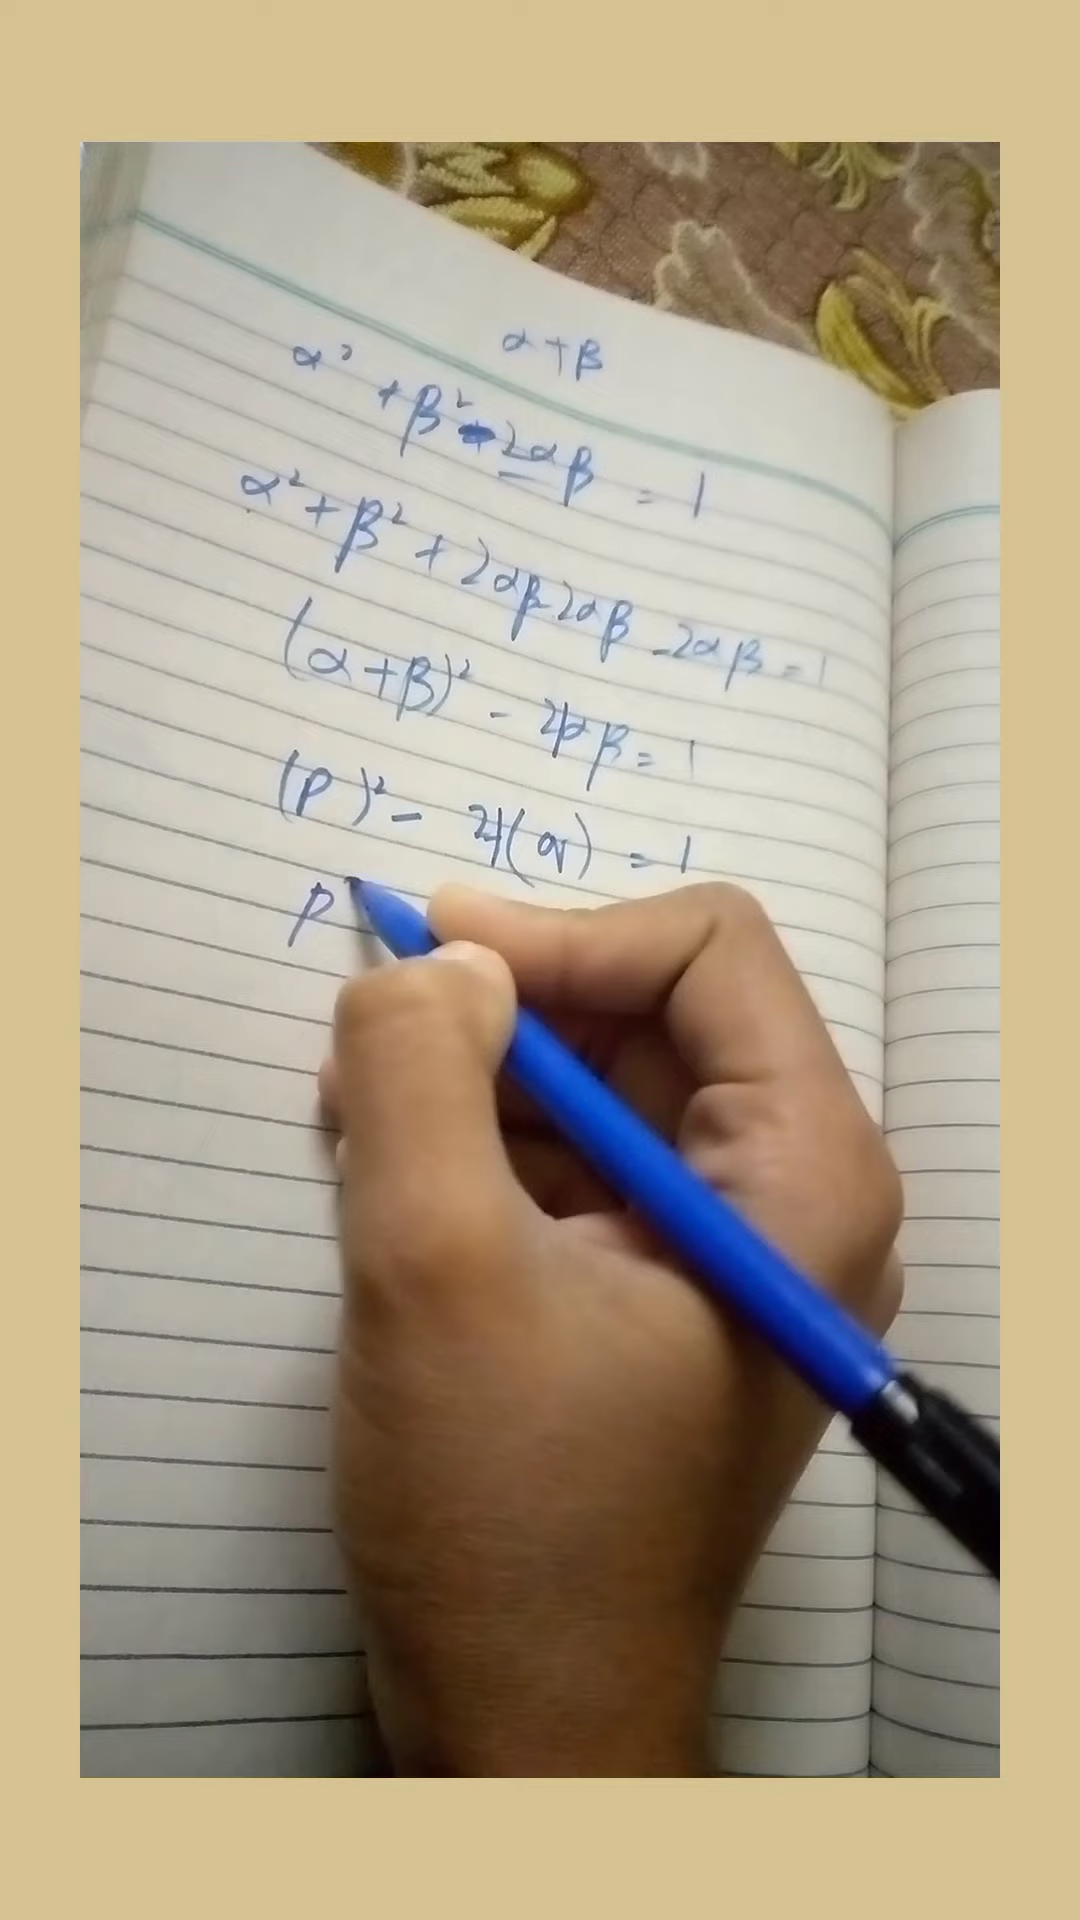 α + β
α² + β² - 2αβ = 1
α² + β² + 2αβ - 2αβ - 2αβ = 1
(α + β)² - 4αβ = 1
(P)² - 4(q) = 1
P